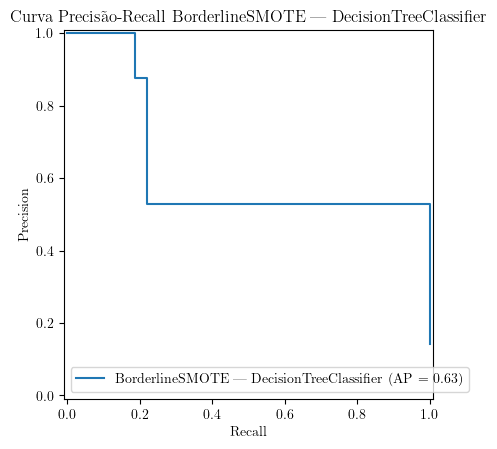 Curva Precisão-Recall BorderlineSMOTE — DecisionTreeClassifier
1.0
0.8
0.6
0.4
0.2
0.0
Precision
0.0 0.2 0.4 0.6 0.8 1.0
Recall
BorderlineSMOTE — DecisionTreeClassifier (AP = 0.63)